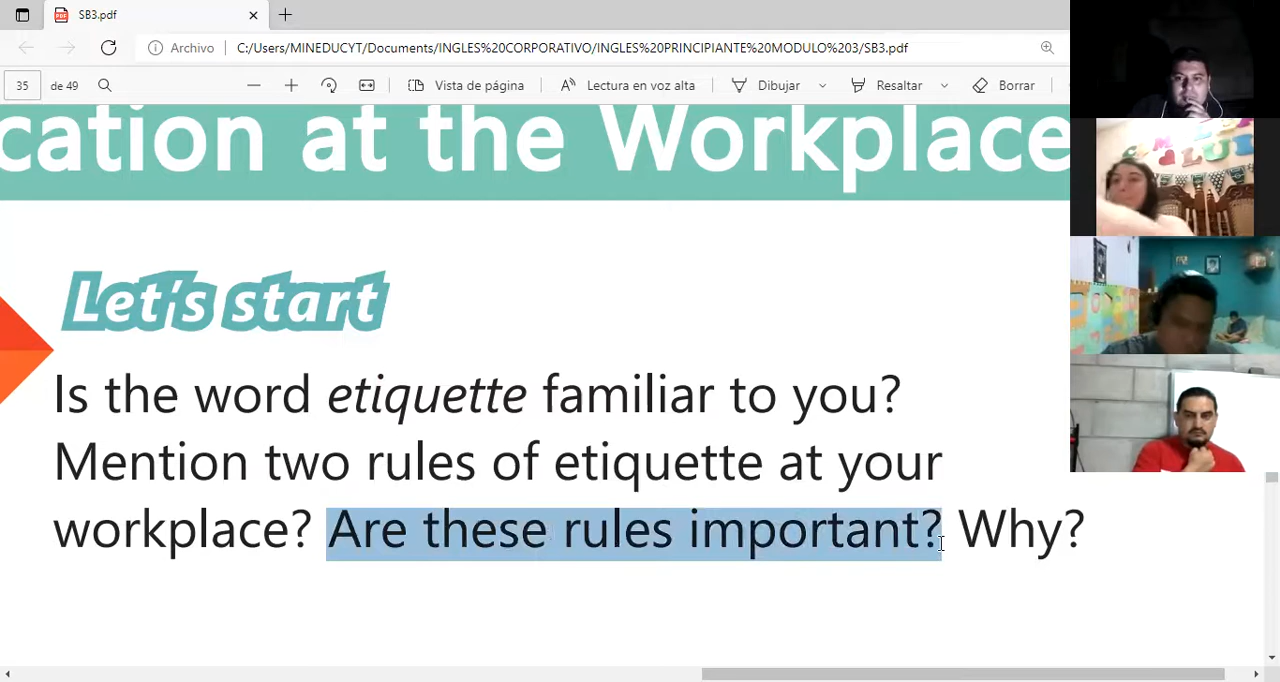 SB3.pdf
Archivo
C:/Users/MINEDUCYT/Documents/INGLES%20CORPORATIVO/INGLES%20PRINCIPIANTE%20MODULO%203/SB3.pdf
35 de 49
Vista de página
Lectura en voz alta
Dibujar
Resaltar
Borrar
cation at the Workplace
Let's start
Is the word etiquette familiar to you?
Mention two rules of etiquette at your
workplace? Are these rules important? Why?